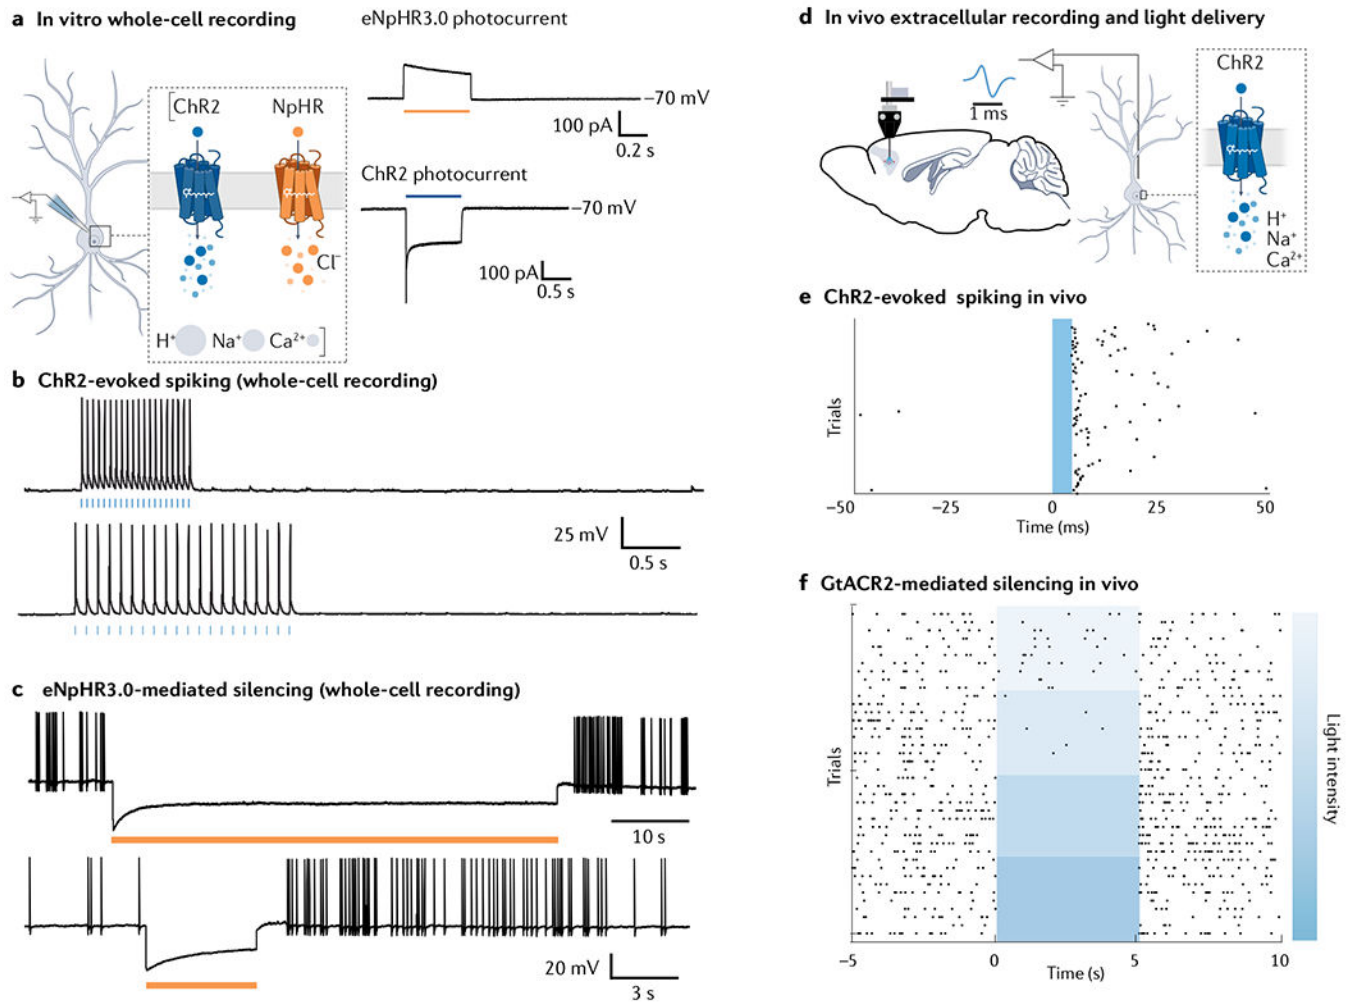 a In vitro whole-cell recording
eNpHR3.0 photocurrent
ChR2 NpHR
–70 mV
100 pA
0.2 s
ChR2 photocurrent
–70 mV
Cl⁻
100 pA
0.5 s
H⁺ Na⁺ Ca²⁺
b ChR2-evoked spiking (whole-cell recording)
25 mV
0.5 s
c eNpHR3.0-mediated silencing (whole-cell recording)
10 s
20 mV
3 s
d In vivo extracellular recording and light delivery
ChR2
1 ms
H⁺
Na⁺
Ca²⁺
e ChR2-evoked spiking in vivo
Trials
–50 –25 0 25 50
Time (ms)
f GtACR2-mediated silencing in vivo
Trials
Light intensity
–5 0 5 10
Time (s)